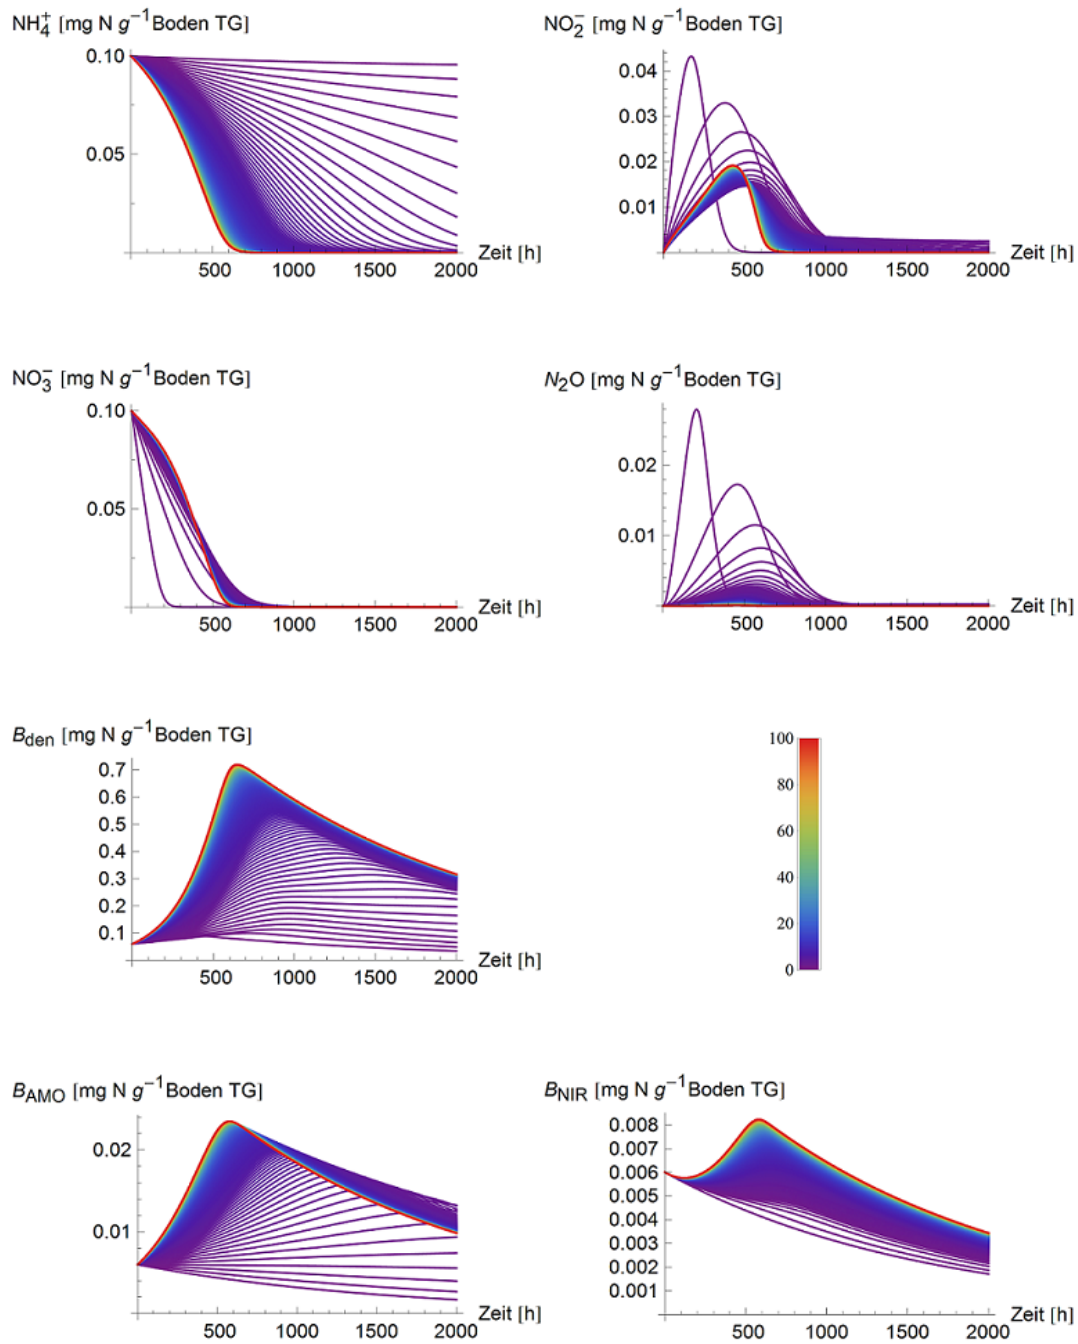 NH₄⁺ [mg N g⁻¹Boden TG]
0.10
0.05
500 1000 1500 2000
Zeit [h]
NO₂⁻ [mg N g⁻¹Boden TG]
0.04
0.03
0.02
0.01
500 1000 1500 2000
Zeit [h]
NO₃⁻ [mg N g⁻¹Boden TG]
0.10
0.05
500 1000 1500 2000
Zeit [h]
N₂O [mg N g⁻¹Boden TG]
0.02
0.01
500 1000 1500 2000
Zeit [h]
B_den [mg N g⁻¹Boden TG]
0.7
0.6
0.5
0.4
0.3
0.2
0.1
500 1000 1500 2000
Zeit [h]
100
80
60
40
20
0
B_AMO [mg N g⁻¹Boden TG]
0.02
0.01
500 1000 1500 2000
Zeit [h]
B_NIR [mg N g⁻¹Boden TG]
0.008
0.007
0.006
0.005
0.004
0.003
0.002
0.001
500 1000 1500 2000
Zeit [h]